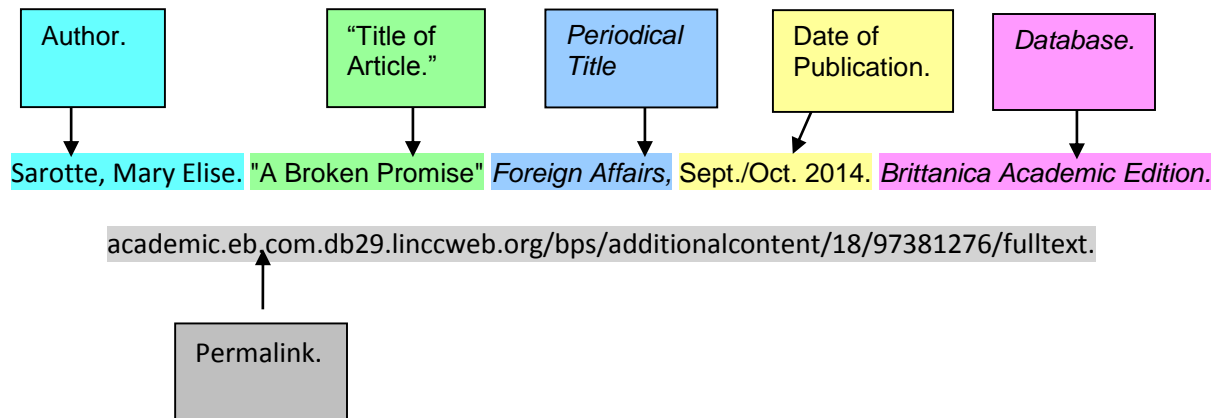 Author.
“Title of
Article.”
Periodical
Title
Date of
Publication.
Database.
Sarotte, Mary Elise. "A Broken Promise" Foreign Affairs, Sept./Oct. 2014. Brittanica Academic Edition.
academic.eb.com.db29.linccweb.org/bps/additionalcontent/18/97381276/fulltext.
Permalink.